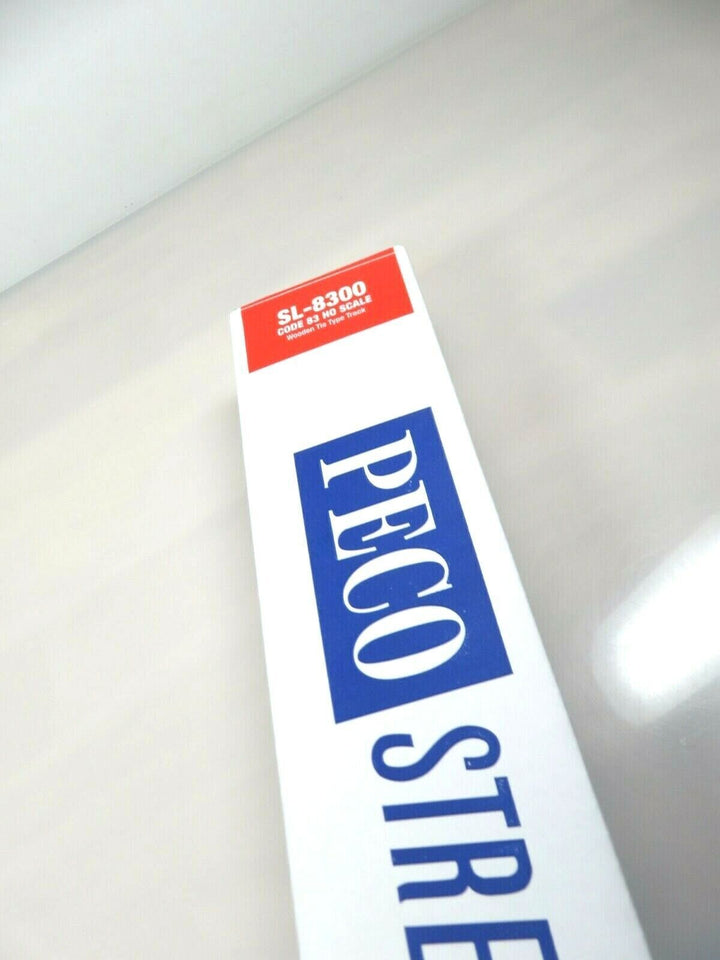 SL-8300
CODE 83 HO SCALE
Wooden Tie Type Track
PECO STRE